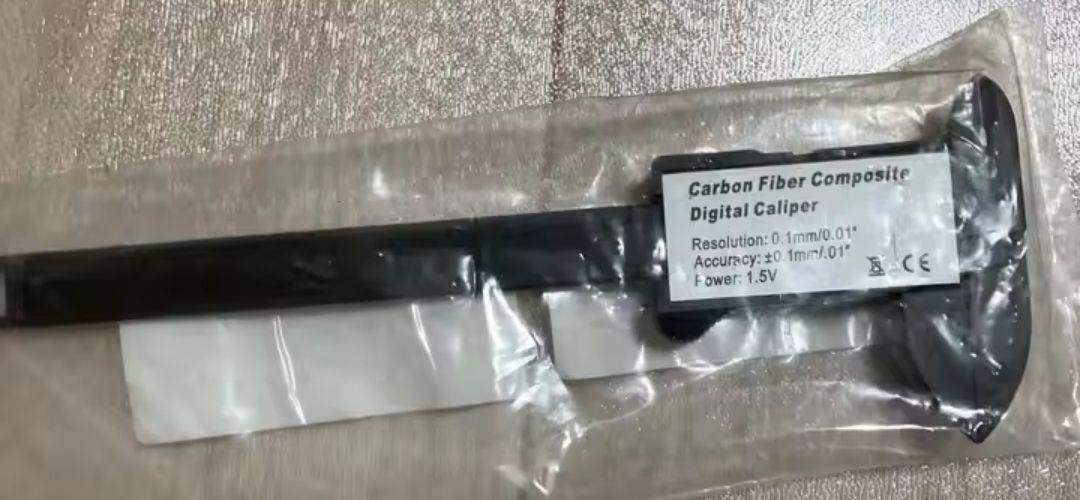 Carbon Fiber Composite
Digital Caliper
Resolution: 0.1mm/0.01"
Accuracy: ±0.1mm/.01"
Power: 1.5V
CE